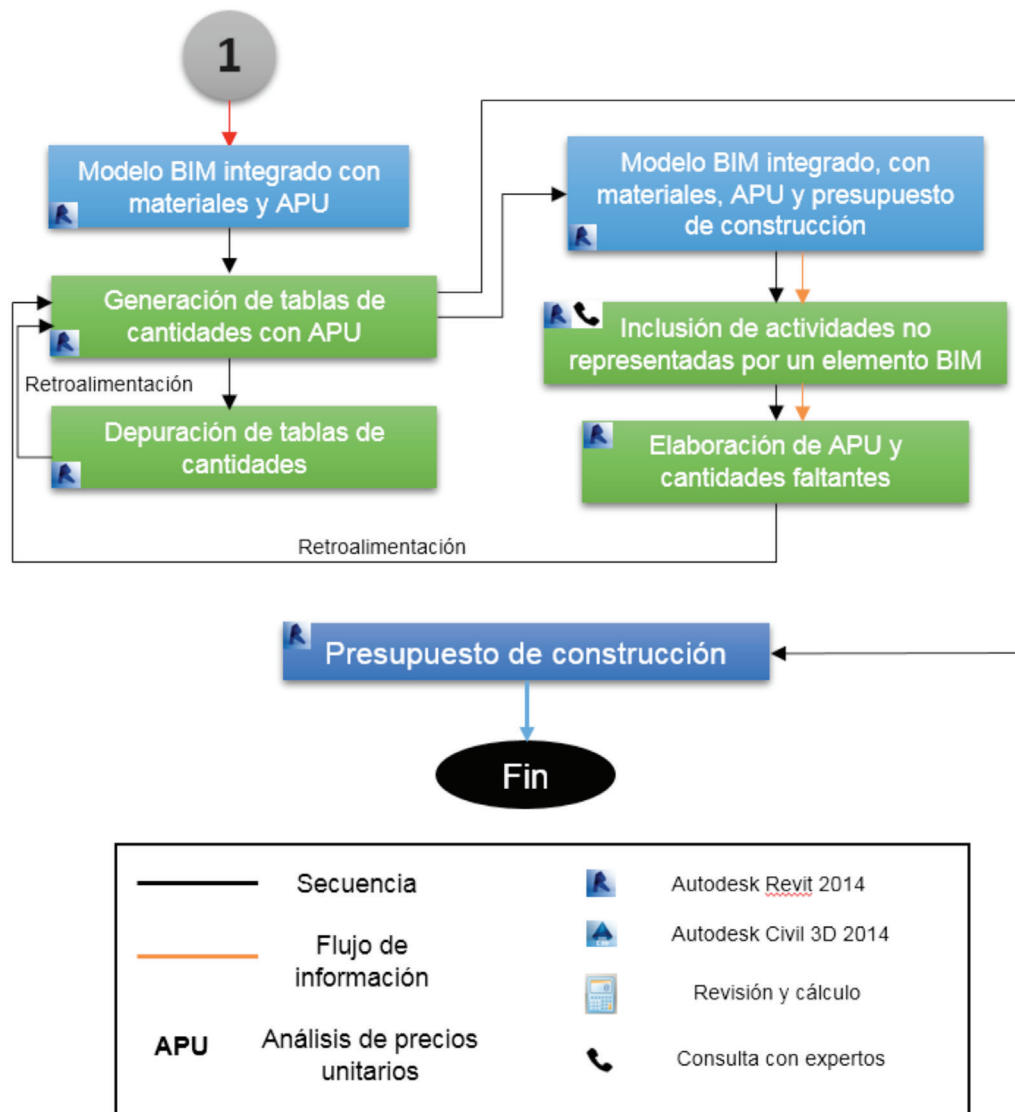 1
Modelo BIM integrado con
materiales y APU
Generación de tablas de
cantidades con APU
Retroalimentación
Depuración de tablas de
cantidades
Modelo BIM integrado, con
materiales, APU y presupuesto
de construcción
Inclusión de actividades no
representadas por un elemento BIM
Elaboración de APU y
cantidades faltantes
Retroalimentación
Presupuesto de construcción
Fin
Secuencia
Flujo de
información
APU
Análisis de precios
unitarios
Autodesk Revit 2014
Autodesk Civil 3D 2014
Revisión y cálculo
Consulta con expertos